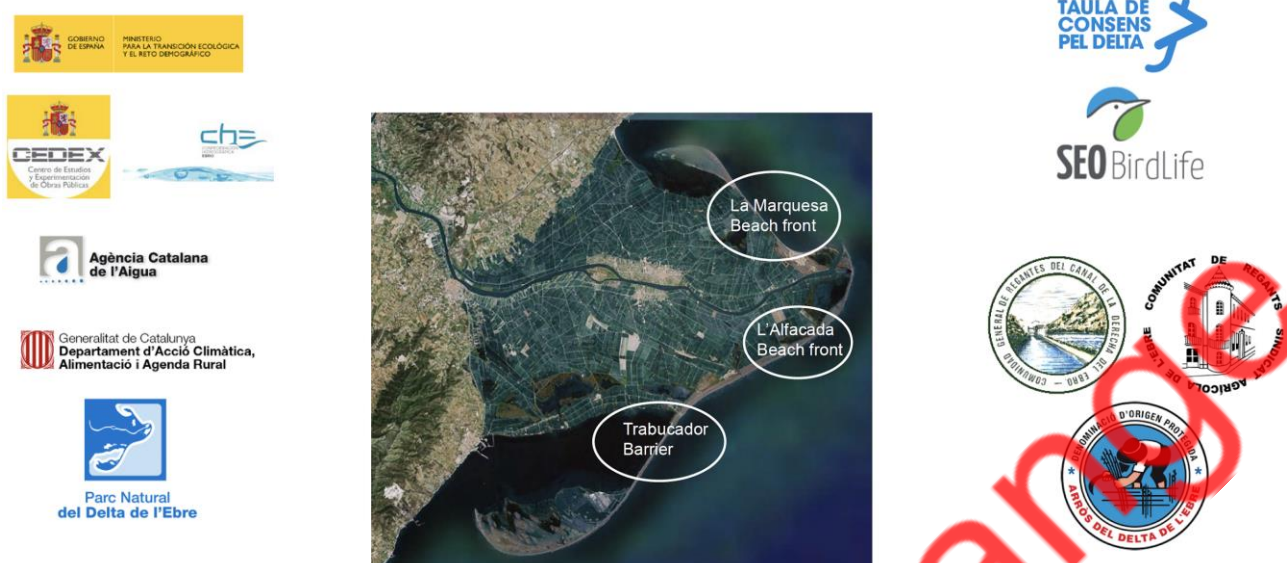 GOBIERNO
DE ESPAÑA
MINISTERIO
PARA LA TRANSICIÓN ECOLÓGICA
Y EL RETO DEMOGRÁFICO
CEDEX
Centro de Estudios
y Experimentación
de Obras Públicas
che
CONFEDERACIÓN
HIDROGRÁFICA
EBRO
a
Agència Catalana
de l'Aigua
Generalitat de Catalunya
Departament d'Acció Climàtica,
Alimentació i Agenda Rural
Parc Natural
del Delta de l'Ebre
La Marquesa
Beach front
L'Alfacada
Beach front
Trabucador
Barrier
TAULA DE
CONSENS
PEL DELTA
SEO BirdLife
COMUNIDAD GENERAL DE REGANTES DEL CANAL DE LA DERECHA DEL EBRO
COMUNITAT DE REGANTS SINDICAT AGRÍCOLA DE L'EBRE
DENOMINACIÓ D'ORIGEN PROTEGIDA
ARRÒS DEL DELTA DE L'EBRE